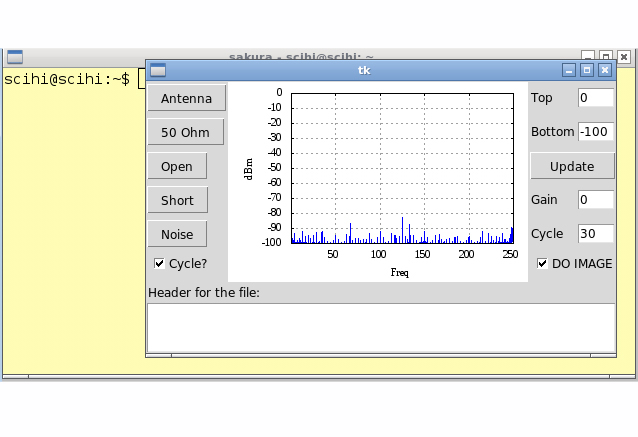 sakura - scihi@scihi: ~
scihi@scihi:~$
tk
Antenna
50 Ohm
Open
Short
Noise
Cycle?
dBm
0
-10
-20
-30
-40
-50
-60
-70
-80
-90
-100
50 100 150 200 250
Freq
Top 0
Bottom -100
Update
Gain 0
Cycle 30
DO IMAGE
Header for the file: